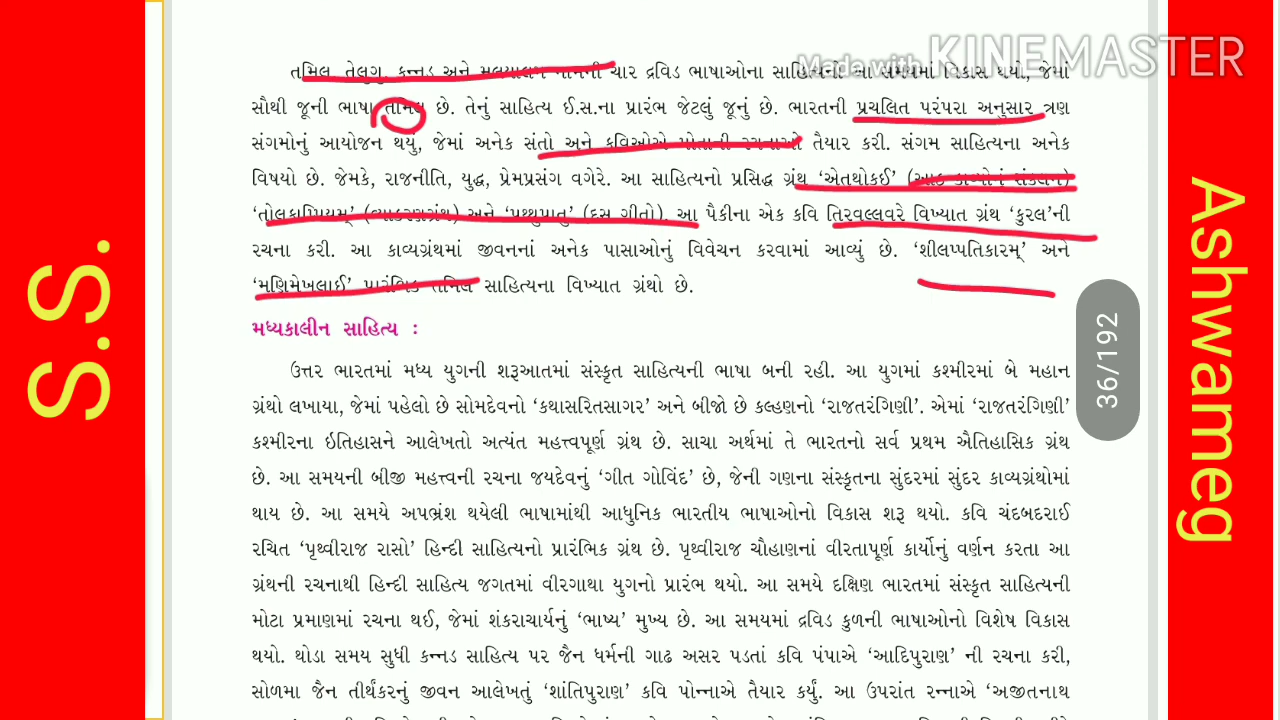 Made with KINEMASTER
S.S.
Ashwameg
36/192
તમિલ, તેલુગુ, કન્નડ અને મલયાલમ નામની ચાર દ્રવિડ ભાષાઓના સાહિત્યનો આ સમયમાં વિકાસ થયો, જેમાં
સૌથી જૂની ભાષા તમિલ છે. તેનું સાહિત્ય ઈ.સ.ના પ્રારંભ જેટલું જૂનું છે. ભારતની પ્રચલિત પરંપરા અનુસાર ત્રણ
સંગમોનું આયોજન થયું, જેમાં અનેક સંતો અને કવિઓએ પોતાની રચનાઓ તૈયાર કરી. સંગમ સાહિત્યના અનેક
વિષયો છે. જેમકે, રાજનીતિ, યુદ્ધ, પ્રેમપ્રસંગ વગેરે. આ સાહિત્યનો પ્રસિદ્ધ ગ્રંથ ‘એતથોકઈ’ (આઠ કાવ્યોનું સંકલન)
‘તોલકાપ્પિયમ્’ (વ્યાકરણગ્રંથ) અને ‘પથ્થુપ્પાતુ’ (દસ ગીતો). આ પૈકીના એક કવિ તિરવલ્લવરે વિખ્યાત ગ્રંથ ‘કુરલ’ની
રચના કરી. આ કાવ્યગ્રંથમાં જીવનનાં અનેક પાસાઓનું વિવેચન કરવામાં આવ્યું છે. ‘શીલપ્પતિકારમ્’ અને
‘મણિમેખલાઈ’ પ્રારંભિક તમિલ સાહિત્યના વિખ્યાત ગ્રંથો છે.
મધ્યકાલીન સાહિત્ય :
ઉત્તર ભારતમાં મધ્ય યુગની શરૂઆતમાં સંસ્કૃત સાહિત્યની ભાષા બની રહી. આ યુગમાં કશ્મીરમાં બે મહાન
ગ્રંથો લખાયા, જેમાં પહેલો છે સોમદેવનો ‘કથાસરિતસાગર’ અને બીજો છે કલ્હણનો ‘રાજતરંગિણી’. એમાં ‘રાજતરંગિણી’
કશ્મીરના ઇતિહાસને આલેખતો અત્યંત મહત્ત્વપૂર્ણ ગ્રંથ છે. સાચા અર્થમાં તે ભારતનો સર્વ પ્રથમ ઐતિહાસિક ગ્રંથ
છે. આ સમયની બીજી મહત્ત્વની રચના જયદેવનું ‘ગીત ગોવિંદ’ છે, જેની ગણના સંસ્કૃતના સુંદરમાં સુંદર કાવ્યગ્રંથોમાં
થાય છે. આ સમયે અપભ્રંશ થયેલી ભાષામાંથી આધુનિક ભારતીય ભાષાઓનો વિકાસ શરૂ થયો. કવિ ચંદબદરાઈ
રચિત ‘પૃથ્વીરાજ રાસો’ હિન્દી સાહિત્યનો પ્રારંભિક ગ્રંથ છે. પૃથ્વીરાજ ચૌહાણનાં વીરતાપૂર્ણ કાર્યોનું વર્ણન કરતા આ
ગ્રંથની રચનાથી હિન્દી સાહિત્ય જગતમાં વીરગાથા યુગનો પ્રારંભ થયો. આ સમયે દક્ષિણ ભારતમાં સંસ્કૃત સાહિત્યની
મોટા પ્રમાણમાં રચના થઈ, જેમાં શંકરાચાર્યનું ‘ભાષ્ય’ મુખ્ય છે. આ સમયમાં દ્રવિડ કુળની ભાષાઓનો વિશેષ વિકાસ
થયો. થોડા સમય સુધી કન્નડ સાહિત્ય પર જૈન ધર્મની ગાઢ અસર પડતાં કવિ પંપાએ ‘આદિપુરાણ’ ની રચના કરી,
સોળમા જૈન તીર્થંકરનું જીવન આલેખતું ‘શાંતિપુરાણ’ કવિ પોન્નાએ તૈયાર કર્યું. આ ઉપરાંત રન્નાએ ‘અજીતનાથ